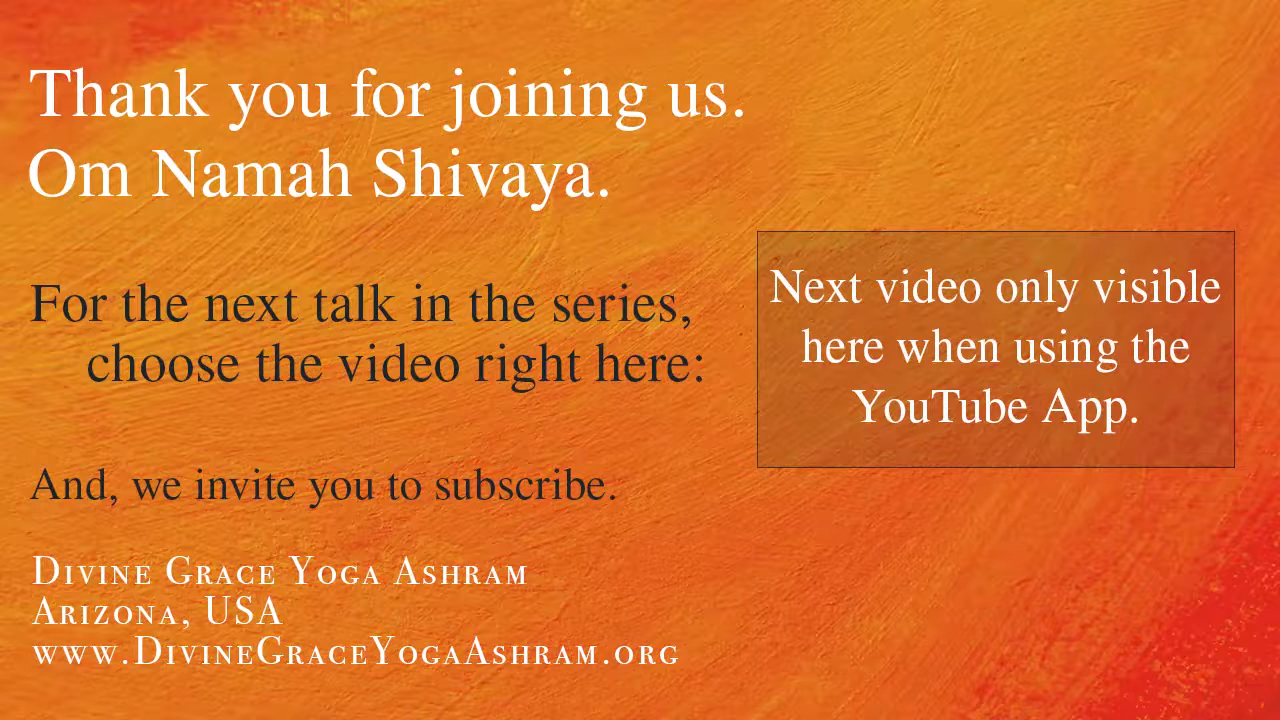 Thank you for joining us.
Om Namah Shivaya.
For the next talk in the series,
choose the video right here:
Next video only visible
here when using the
YouTube App.
And, we invite you to subscribe.
Divine Grace Yoga Ashram
Arizona, USA
www.DivineGraceYogaAshram.org